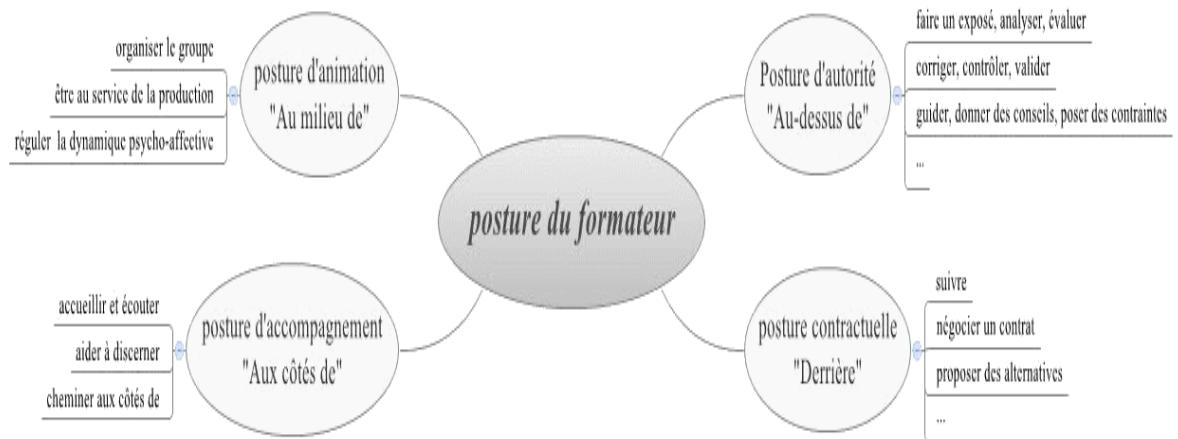 posture du formateur
posture d'animation
"Au milieu de"
organiser le groupe
être au service de la production
réguler la dynamique psycho-affective
Posture d'autorité
"Au-dessus de"
faire un exposé, analyser, évaluer
corriger, contrôler, valider
guider, donner des conseils, poser des contraintes
...
posture d'accompagnement
"Aux côtés de"
accueillir et écouter
aider à discerner
cheminer aux côtés de
posture contractuelle
"Derrière"
suivre
négocier un contrat
proposer des alternatives
...